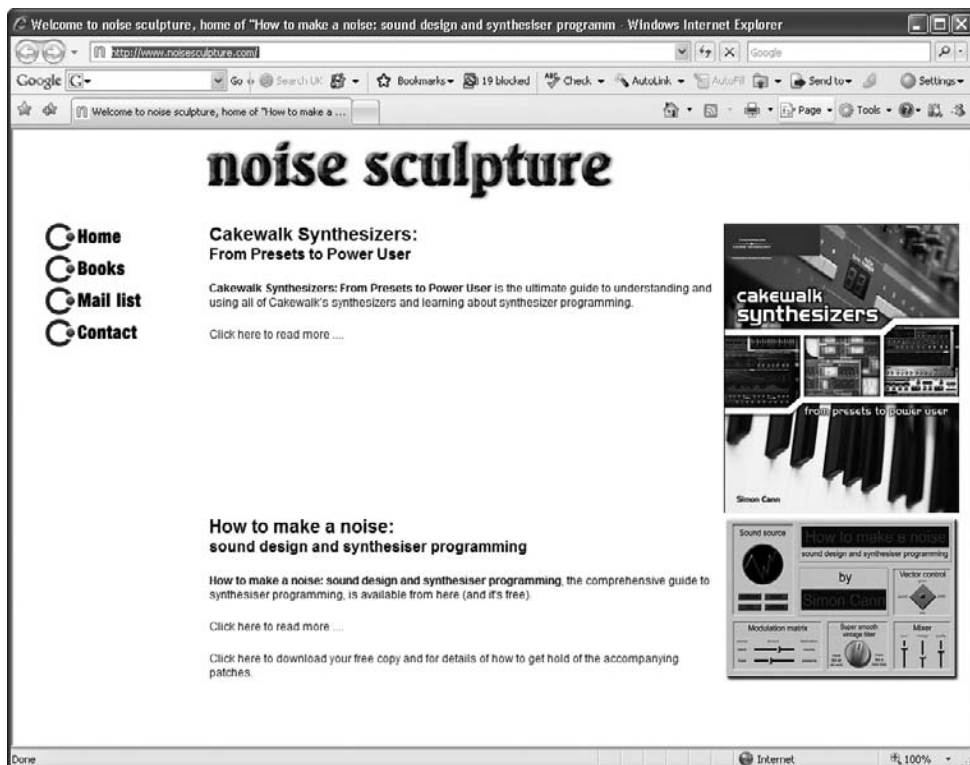 Welcome to noise sculpture, home of "How to make a noise: sound design and synthesiser programm - Windows Internet Explorer
http://www.noisesculpture.com/
Google
Google G Go Search UK Bookmarks 19 blocked Check AutoLink AutoFill Send to Settings
Welcome to noise sculpture, home of "How to make a ...
Page Tools
noise sculpture
Home
Books
Mail list
Contact
Cakewalk Synthesizers:
From Presets to Power User
Cakewalk Synthesizers: From Presets to Power User is the ultimate guide to understanding and
using all of Cakewalk's synthesizers and learning about synthesizer programming.
Click here to read more ....
cakewalk
synthesizers
from presets to power user
Simon Cann
How to make a noise:
sound design and synthesiser programming
How to make a noise: sound design and synthesiser programming, the comprehensive guide to
synthesiser programming, is available from here (and it's free).
Click here to read more ....
Click here to download your free copy and for details of how to get hold of the accompanying
patches.
Sound source
How to make a noise
sound design and synthesiser programming
by
Simon Cann
Vector control
Modulation matrix
Super smooth
vintage filter
Mixer
Done
Internet
100%